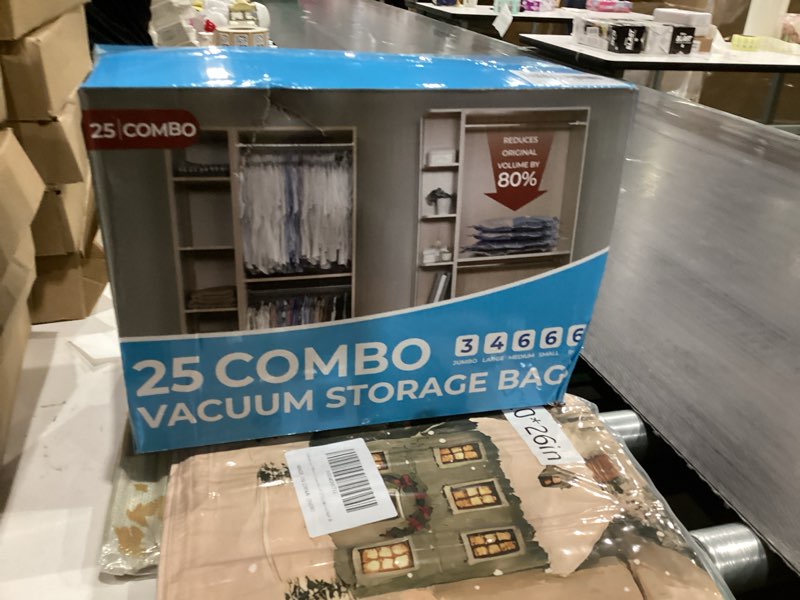 25 COMBO
REDUCES
ORIGINAL
VOLUME BY
80%
25 COMBO
3 4 6 6 6
JUMBO LARGE MEDIUM SMALL
VACUUM STORAGE BAG
*26in